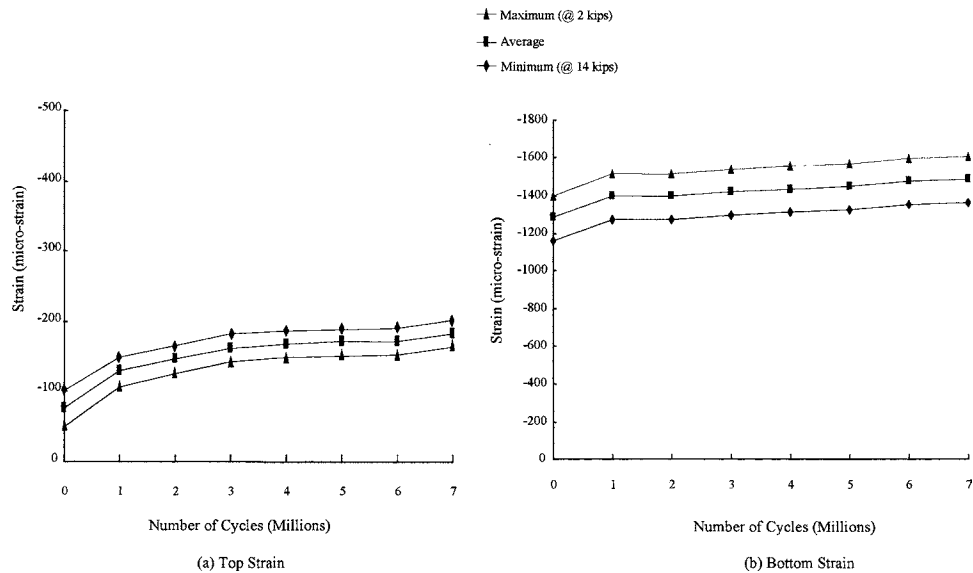 Maximum (@ 2 kips)
Average
Minimum (@ 14 kips)
-500
-400
-300
-200
-100
0
Strain (micro-strain)
0 1 2 3 4 5 6 7
Number of Cycles (Millions)
(a) Top Strain
-1800
-1600
-1400
-1200
-1000
-800
-600
-400
-200
0
Strain (micro-strain)
0 1 2 3 4 5 6 7
Number of Cycles (Millions)
(b) Bottom Strain